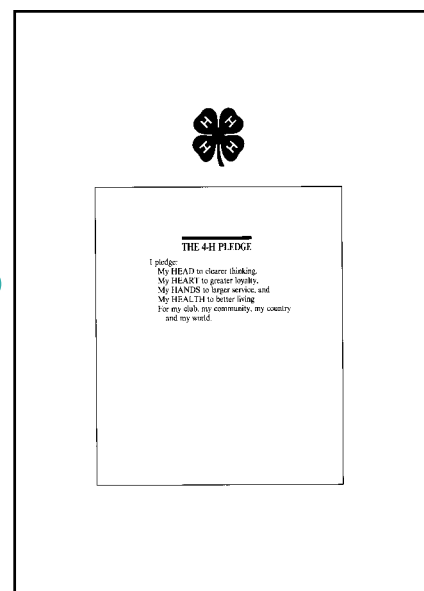 H H
H H
THE 4-H PLEDGE
I pledge:
My HEAD to clearer thinking,
My HEART to greater loyalty,
My HANDS to larger service, and
My HEALTH to better living
For my club, my community, my country
and my world.